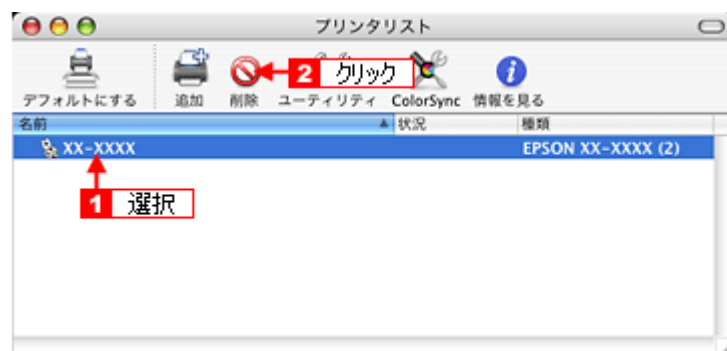 プリンタリスト
2 クリック
デフォルトにする 追加 削除 ユーティリティ ColorSync 情報を見る
名前 状況 種類
XX-XXXX EPSON XX-XXXX (2)
1 選択